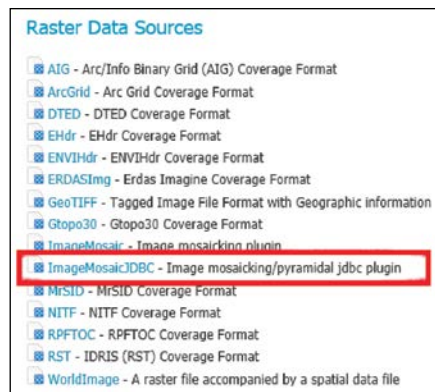 Raster Data Sources
AIG - Arc/Info Binary Grid (AIG) Coverage Format
ArcGrid - Arc Grid Coverage Format
DTED - DTED Coverage Format
EHdr - EHdr Coverage Format
ENVIHdr - ENVIHdr Coverage Format
ERDASImg - Erdas Imagine Coverage Format
GeoTIFF - Tagged Image File Format with Geographic information
Gtopo30 - Gtopo30 Coverage Format
ImageMosaic - Image mosaicking plugin
ImageMosaicJDBC - Image mosaicking/pyramidal jdbc plugin
MrSID - MrSID Coverage Format
NITF - NITF Coverage Format
RPFTOC - RPFTOC Coverage Format
RST - IDRIS (RST) Coverage Format
WorldImage - A raster file accompanied by a spatial data file